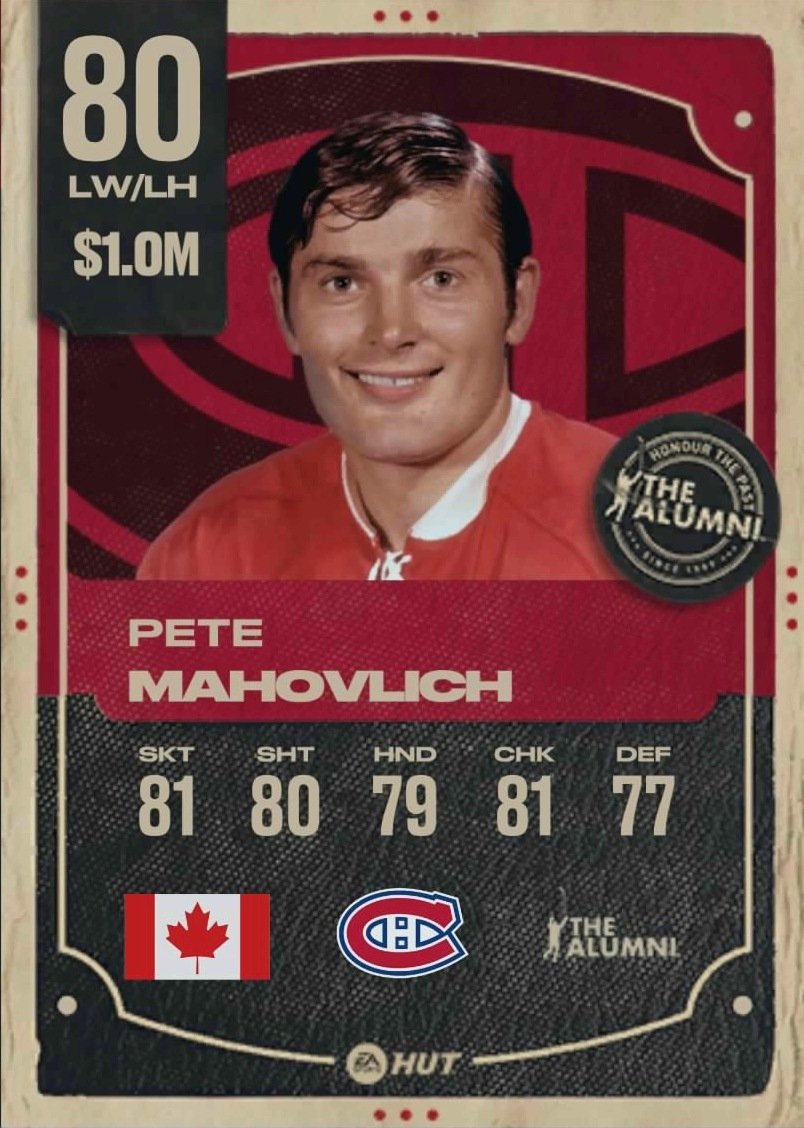 80
LW/LH
$1.0M
HONOUR THE PAST
THE
ALUMNI
PETE
MAHOVLICH
SKT SHT HND CHK DEF
81 80 79 81 77
THE
ALUMNI
EA
HUT